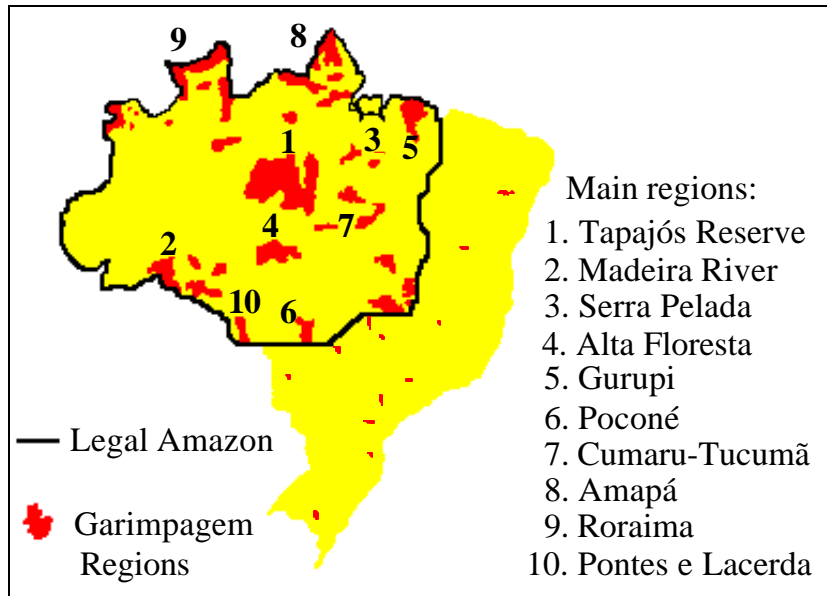 9
8
1
3
5
2
4
7
10
6
Main regions:
1. Tapajós Reserve
2. Madeira River
3. Serra Pelada
4. Alta Floresta
5. Gurupi
6. Poconé
7. Cumaru-Tucumã
8. Amapá
9. Roraima
10. Pontes e Lacerda
Legal Amazon
Garimpagem
Regions